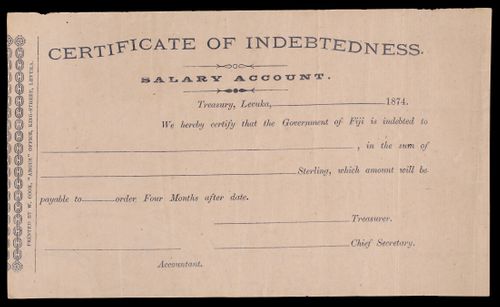 CERTIFICATE OF INDEBTEDNESS.
SALARY ACCOUNT.
Treasury, Levuka, 1874.
We hereby certify that the Government of Fiji is indebted to
, in the sum of
Sterling, which amount will be
payable to order Four Months after date.
Treasurer.
Chief Secretary.
Accountant.
PRINTED BY W. COOK, "ARGUS" OFFICE, KING-STREET, LEVUKA.